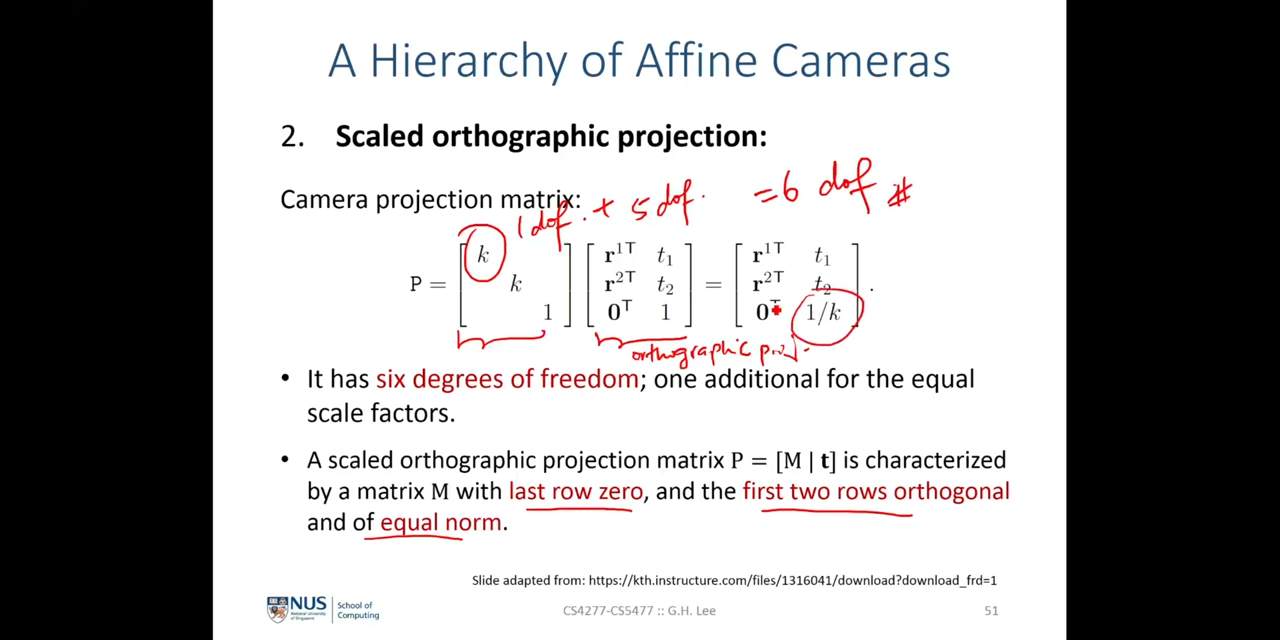 A Hierarchy of Affine Cameras
2. Scaled orthographic projection:
Camera projection matrix:
1 dof. + 5 dof. = 6 dof #
P = [ k k 1 ] [ r¹ᵀ t₁ r²ᵀ t₂ 0ᵀ 1 ] = [ r¹ᵀ t₁ r²ᵀ t₂ 0ᵀ 1/k ] .
orthographic proj.
• It has six degrees of freedom; one additional for the equal
scale factors.
• A scaled orthographic projection matrix P = [M | t] is characterized
by a matrix M with last row zero, and the first two rows orthogonal
and of equal norm.
Slide adapted from: https://kth.instructure.com/files/1316041/download?download_frd=1
NUS
National University
of Singapore
School of
Computing
CS4277-CS5477 :: G.H. Lee
51